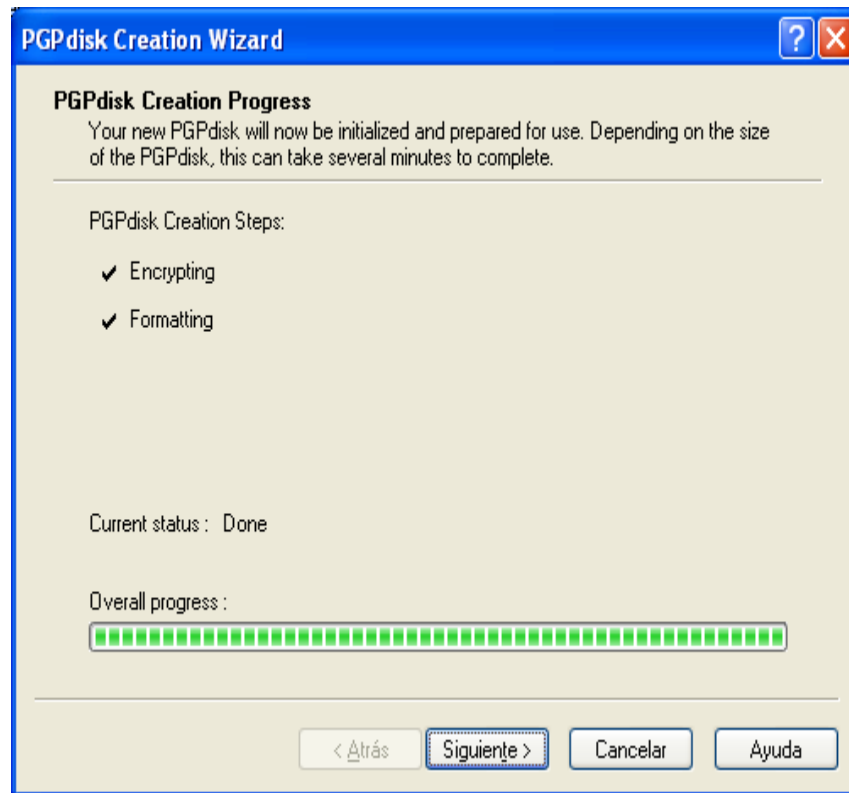 PGPdisk Creation Wizard
PGPdisk Creation Progress
Your new PGPdisk will now be initialized and prepared for use. Depending on the size
of the PGPdisk, this can take several minutes to complete.
PGPdisk Creation Steps:
✓ Encrypting
✓ Formatting
Current status : Done
Overall progress :
< Atrás Siguiente > Cancelar Ayuda